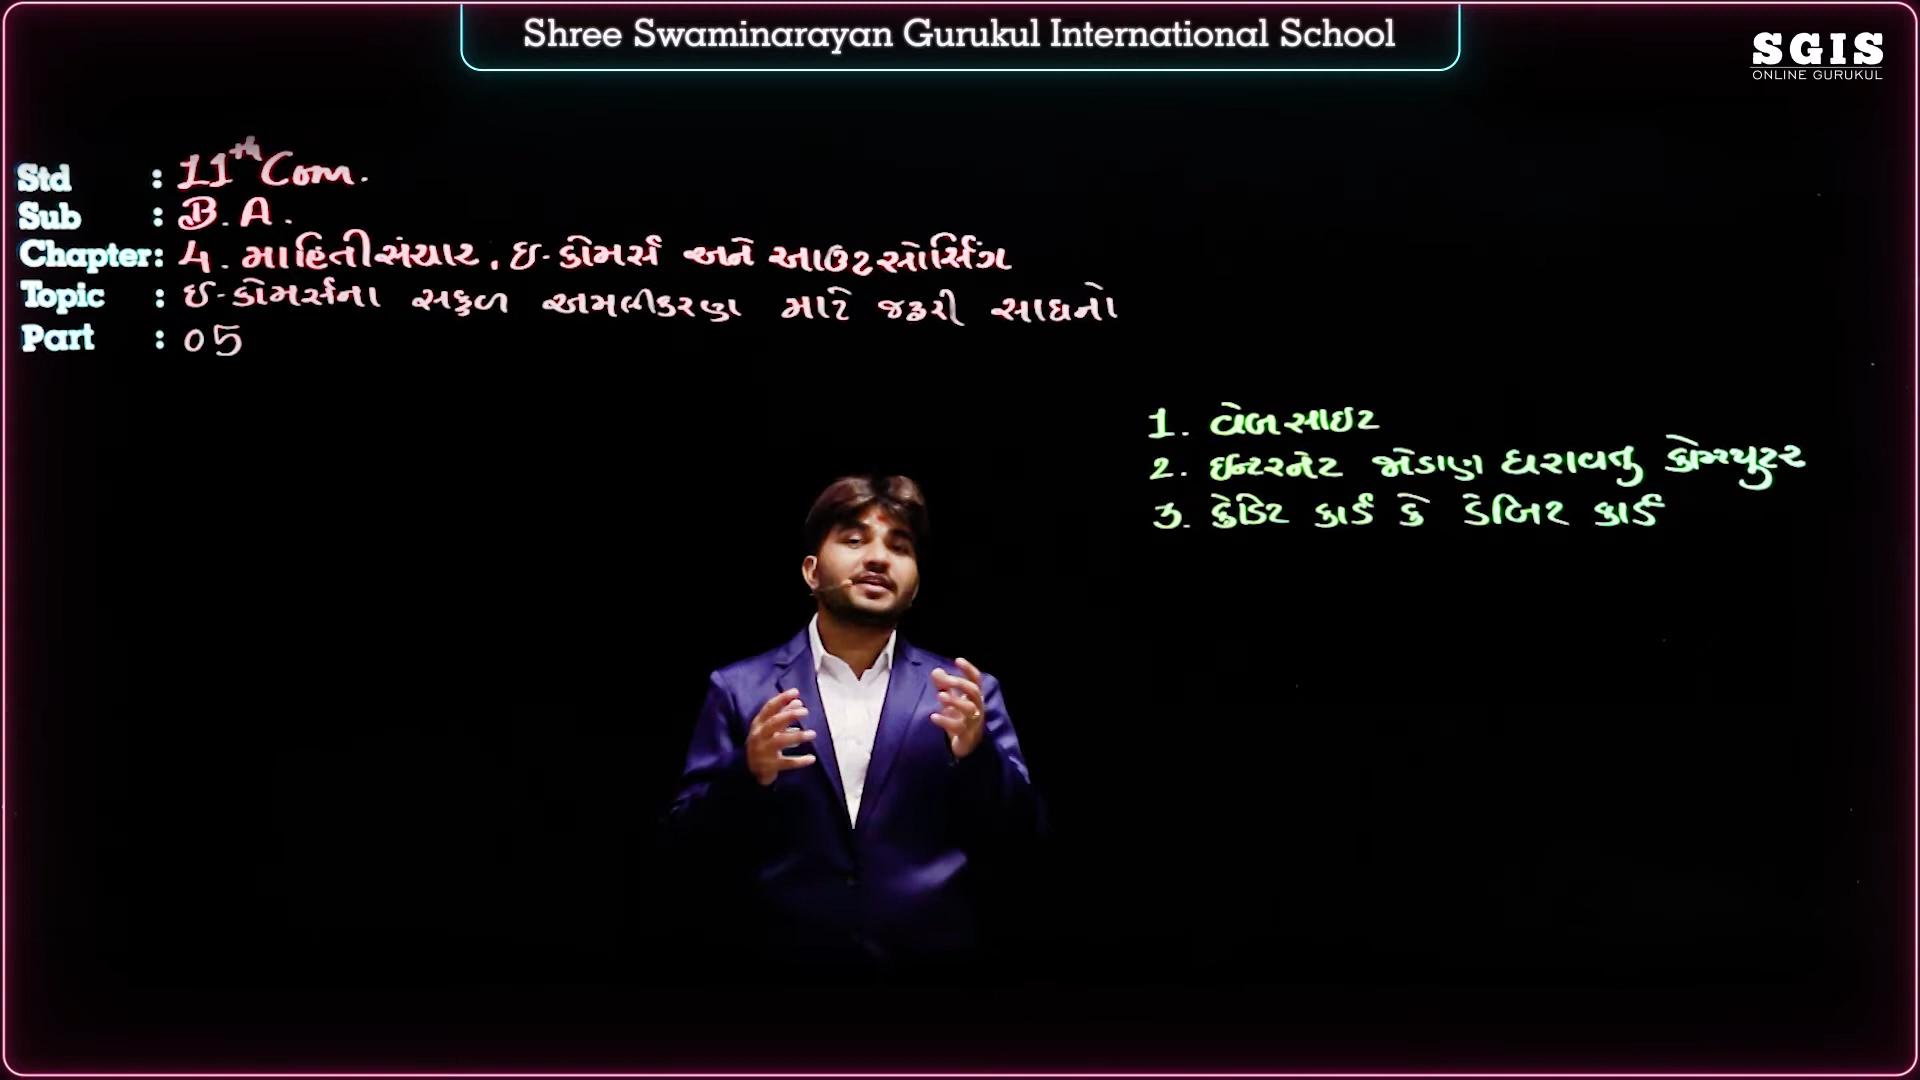 Shree Swaminarayan Gurukul International School
SGIS
ONLINE GURUKUL
Std : 11th Com.
Sub : B.A.
Chapter: 4. માહિતીસંચાર, ઇ-કોમર્સ અને આઉટસોર્સિંગ
Topic : ઈ-કોમર્સના સફળ અમલીકરણ માટે જરૂરી સાધનો
Part : 05
1. વેબસાઇટ
2. ઇન્ટરનેટ જોડાણ ધરાવતુ કોમ્પ્યુટર
3. ક્રેડિટ કાર્ડ કે ડેબિટ કાર્ડ